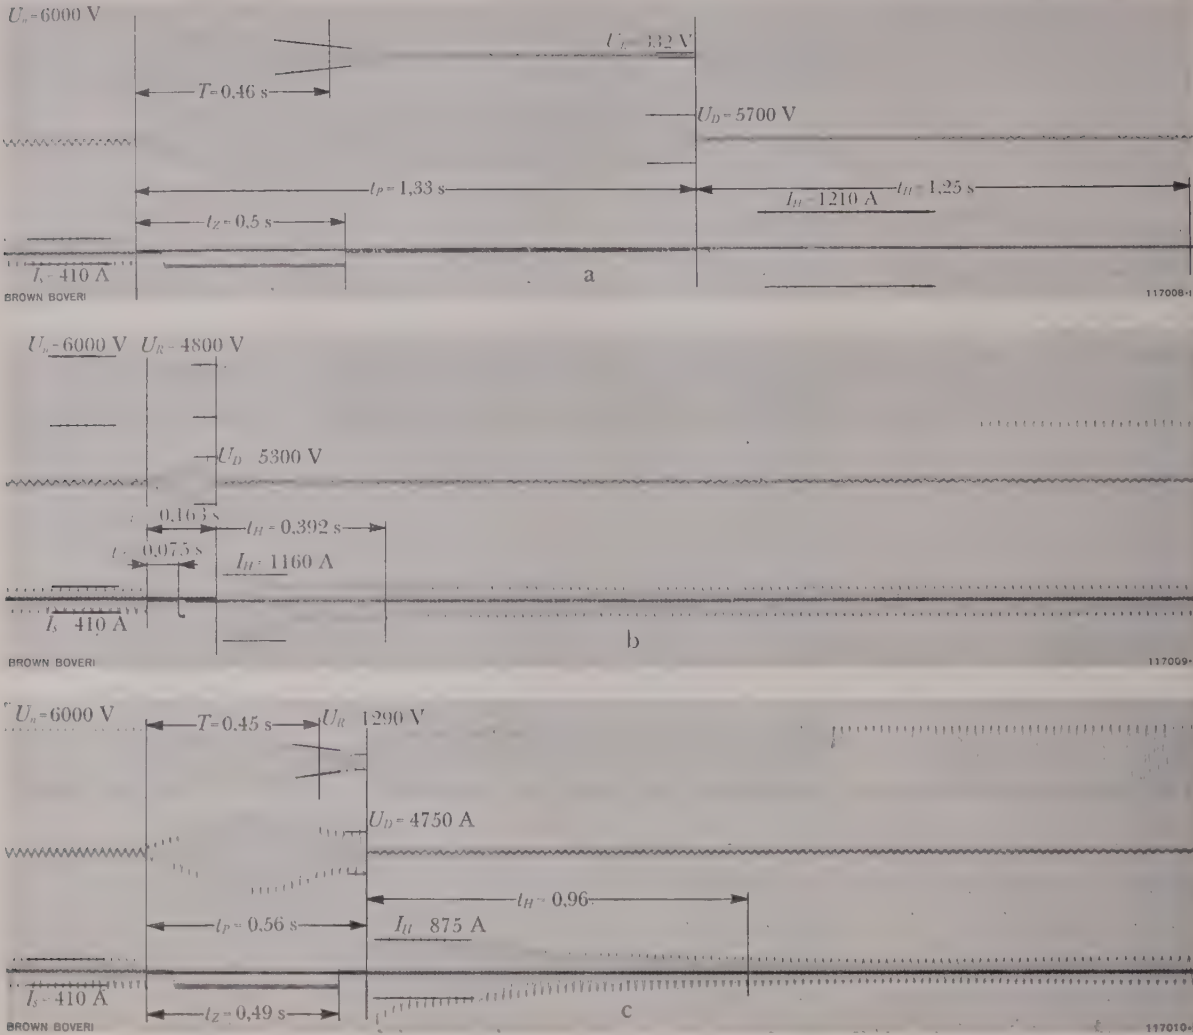 Uₙ = 6000 V
U_L = 132 V
T = 0,46 s
U_D = 5700 V
t_P = 1,33 s
t_H = 1,25 s
I_H = 1210 A
t_Z = 0,5 s
I_s = 410 A
a
BROWN BOVERI
117008·I
Uₙ = 6000 V U_R = 4800 V
U_D 5300 V
0,163 s
t_H = 0,392 s
0,075 s
I_H = 1160 A
I_s 410 A
b
BROWN BOVERI
117009·
Uₙ = 6000 V
T = 0,45 s
U_R 1290 V
U_D = 4750 A
t_H = 0,96
t_P = 0,56 s
I_H 875 A
I_s = 410 A
t_Z = 0,49 s
c
BROWN BOVERI
117010·